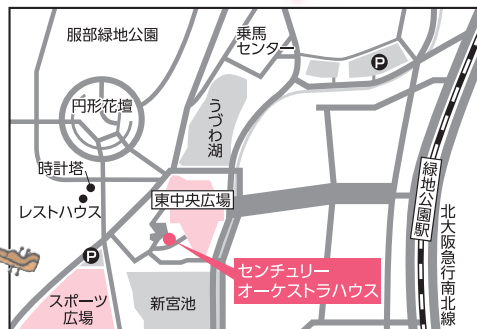 服部緑地公園
乗馬
センター
P
円形花壇
うづわ湖
時計塔
レストハウス
東中央広場
緑地公園駅
北大阪急行南北線
P
センチュリー
オーケストラハウス
スポーツ
広場
新宮池